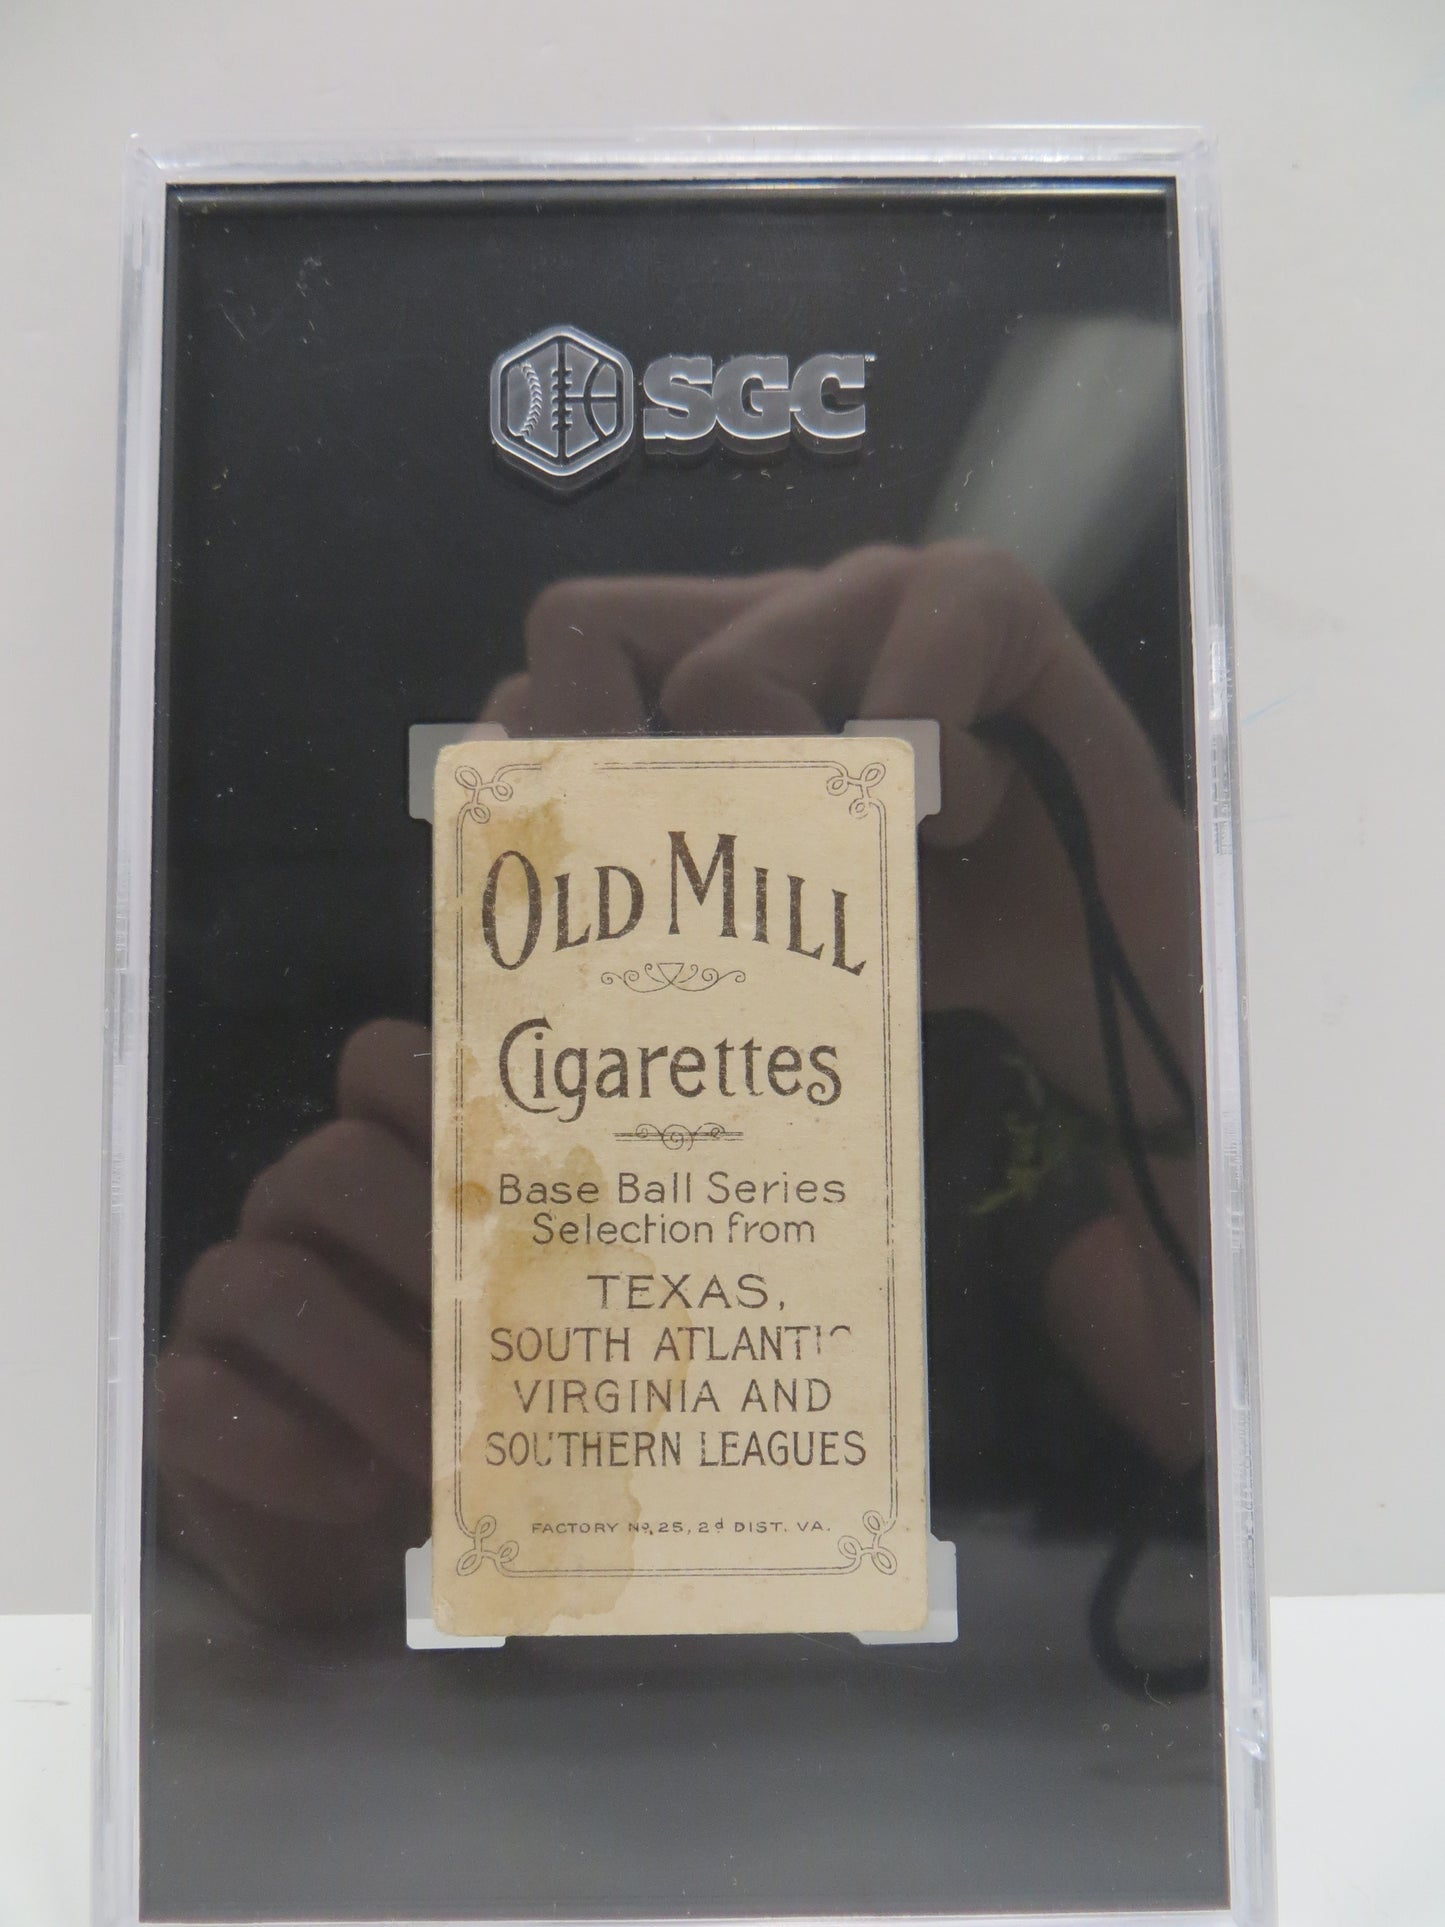 SGC
OLD MILL
Cigarettes
Base Ball Series
Selection from
TEXAS,
SOUTH ATLANTIC
VIRGINIA AND
SOUTHERN LEAGUES
FACTORY No. 25, 2d DIST. VA.